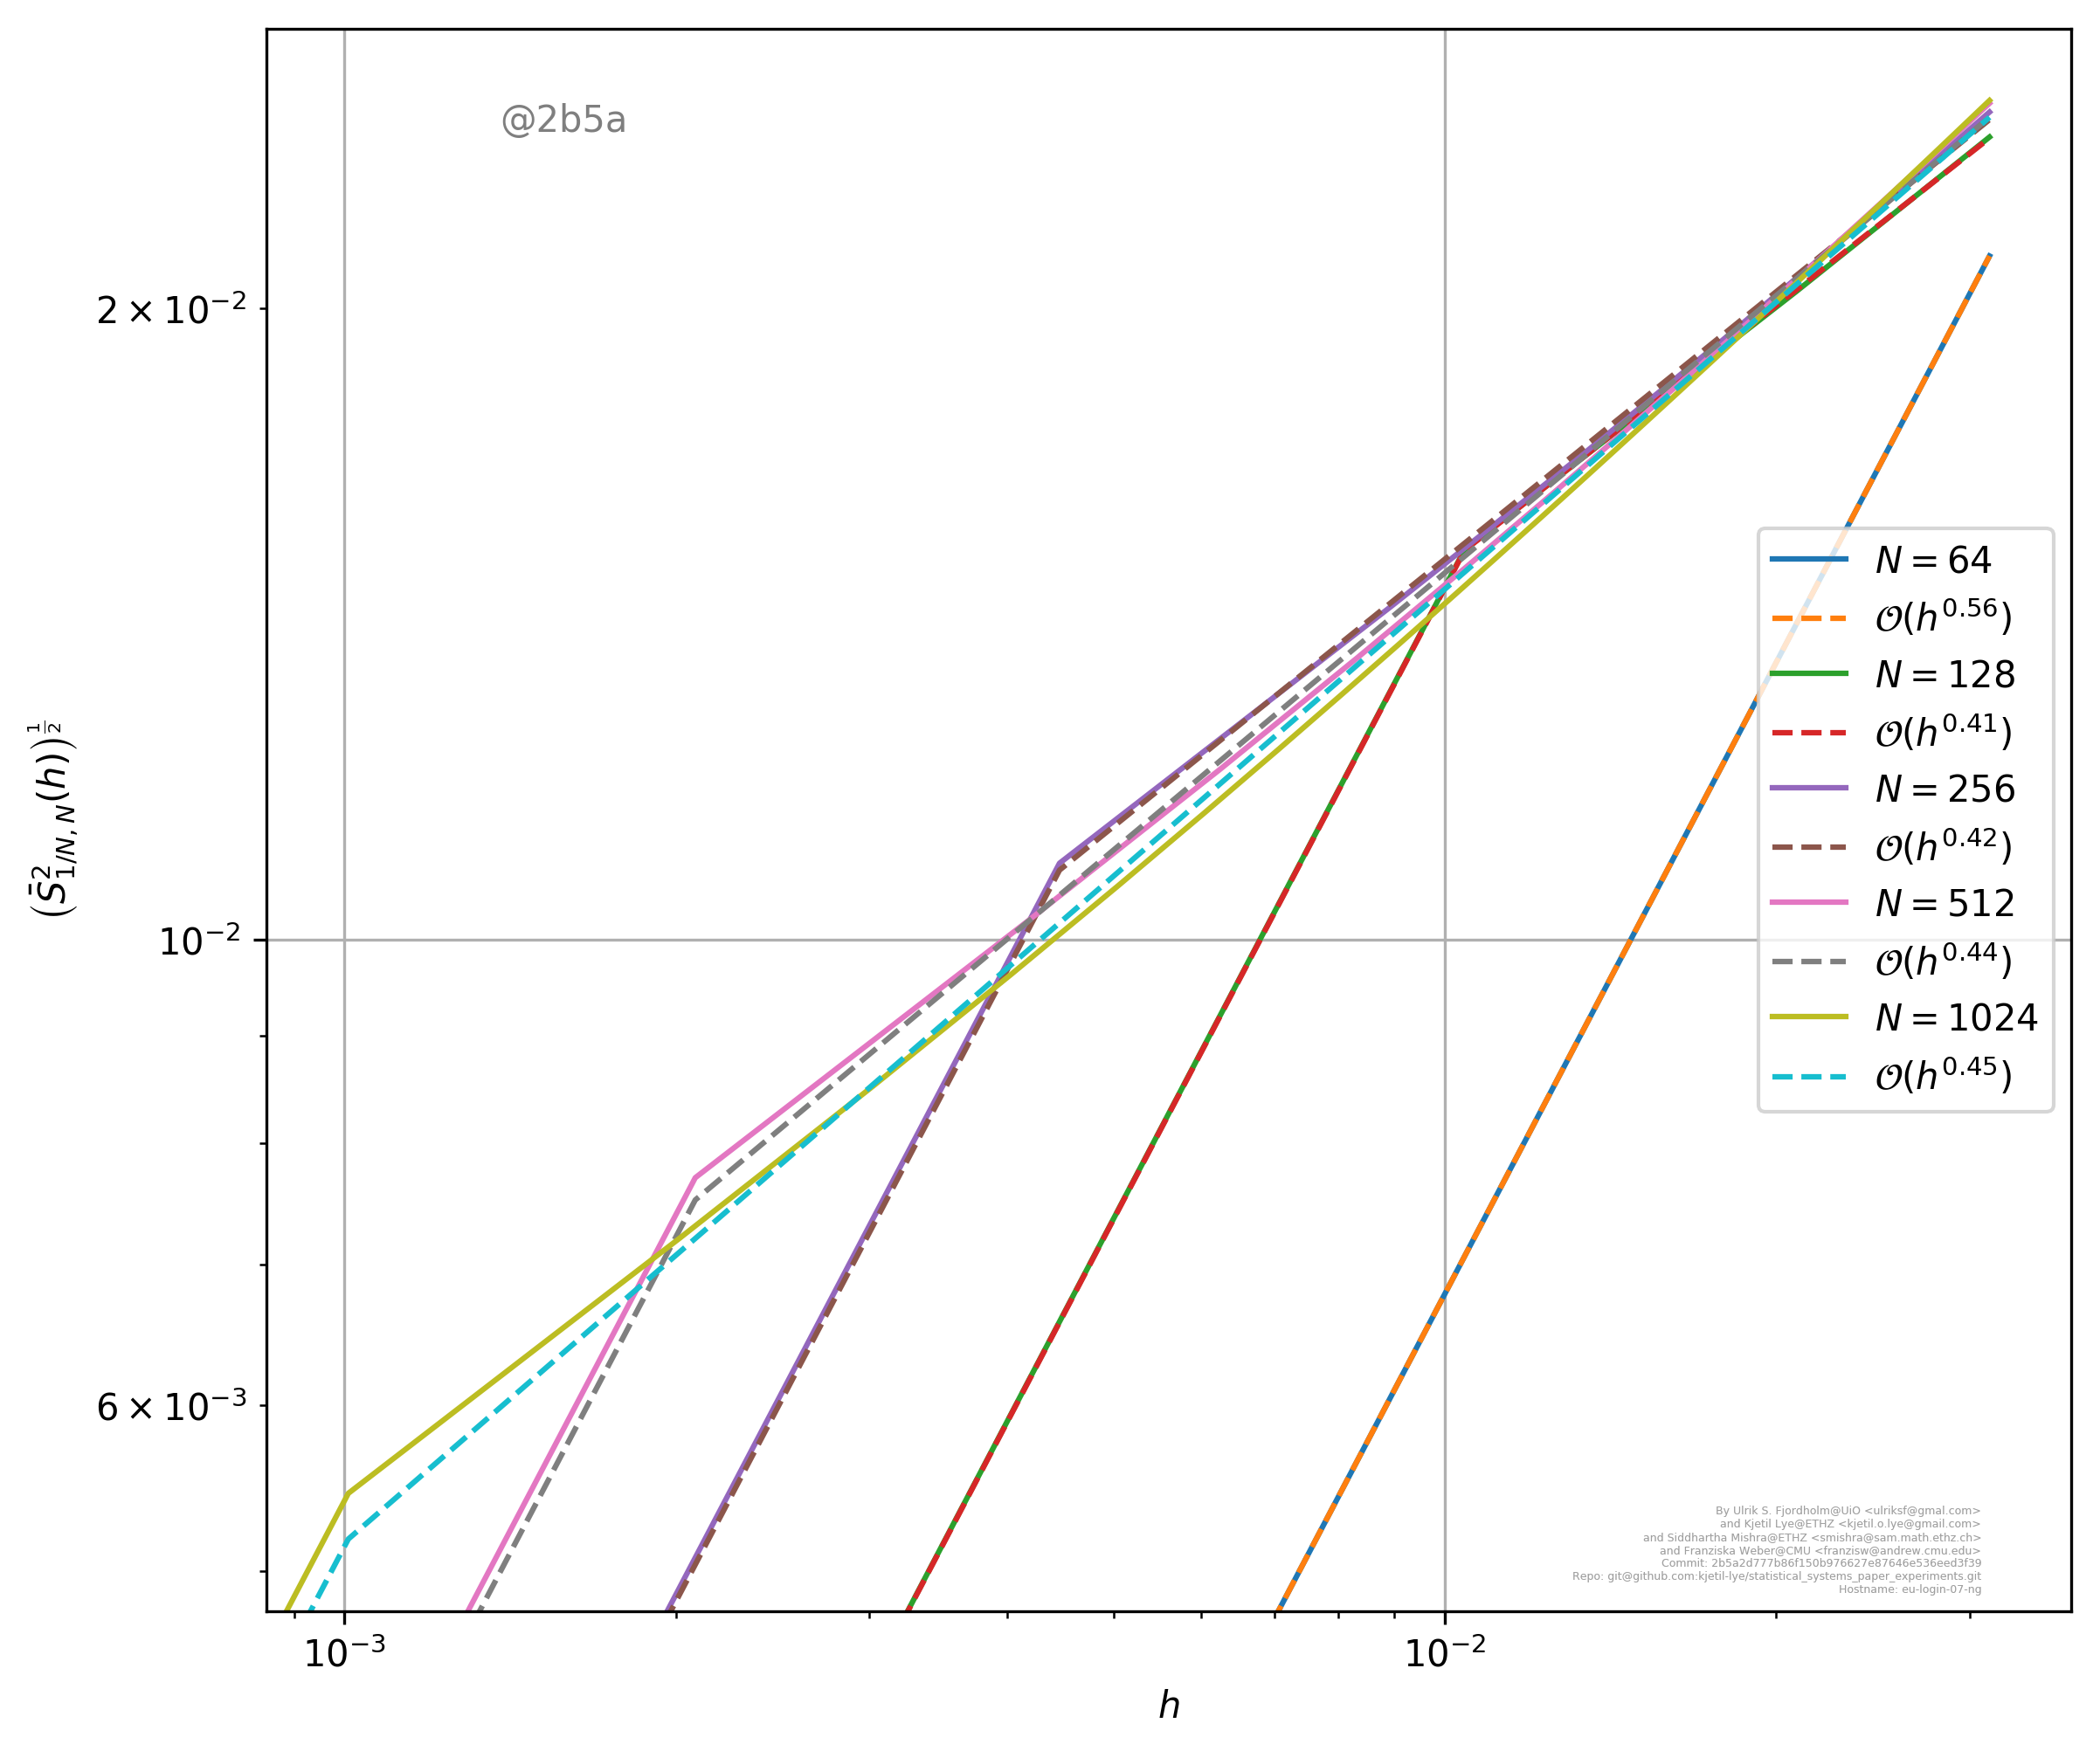 @2b5a
2 × 10⁻²
10⁻²
6 × 10⁻³
(S̄²₁/N, N(h))^½
10⁻³
10⁻²
h
N = 64
𝒪(h^0.56)
N = 128
𝒪(h^0.41)
N = 256
𝒪(h^0.42)
N = 512
𝒪(h^0.44)
N = 1024
𝒪(h^0.45)
By Ulrik S. Fjordholm@UiO <ulriksf@gmal.com>
and Kjetil Lye@ETHZ <kjetil.o.lye@gmail.com>
and Siddhartha Mishra@ETHZ <smishra@sam.math.ethz.ch>
and Franziska Weber@CMU <franzisw@andrew.cmu.edu>
Commit: 2b5a2d777b86f150b976627e87646e536eed3f39
Repo: git@github.com:kjetil-lye/statistical_systems_paper_experiments.git
Hostname: eu-login-07-ng